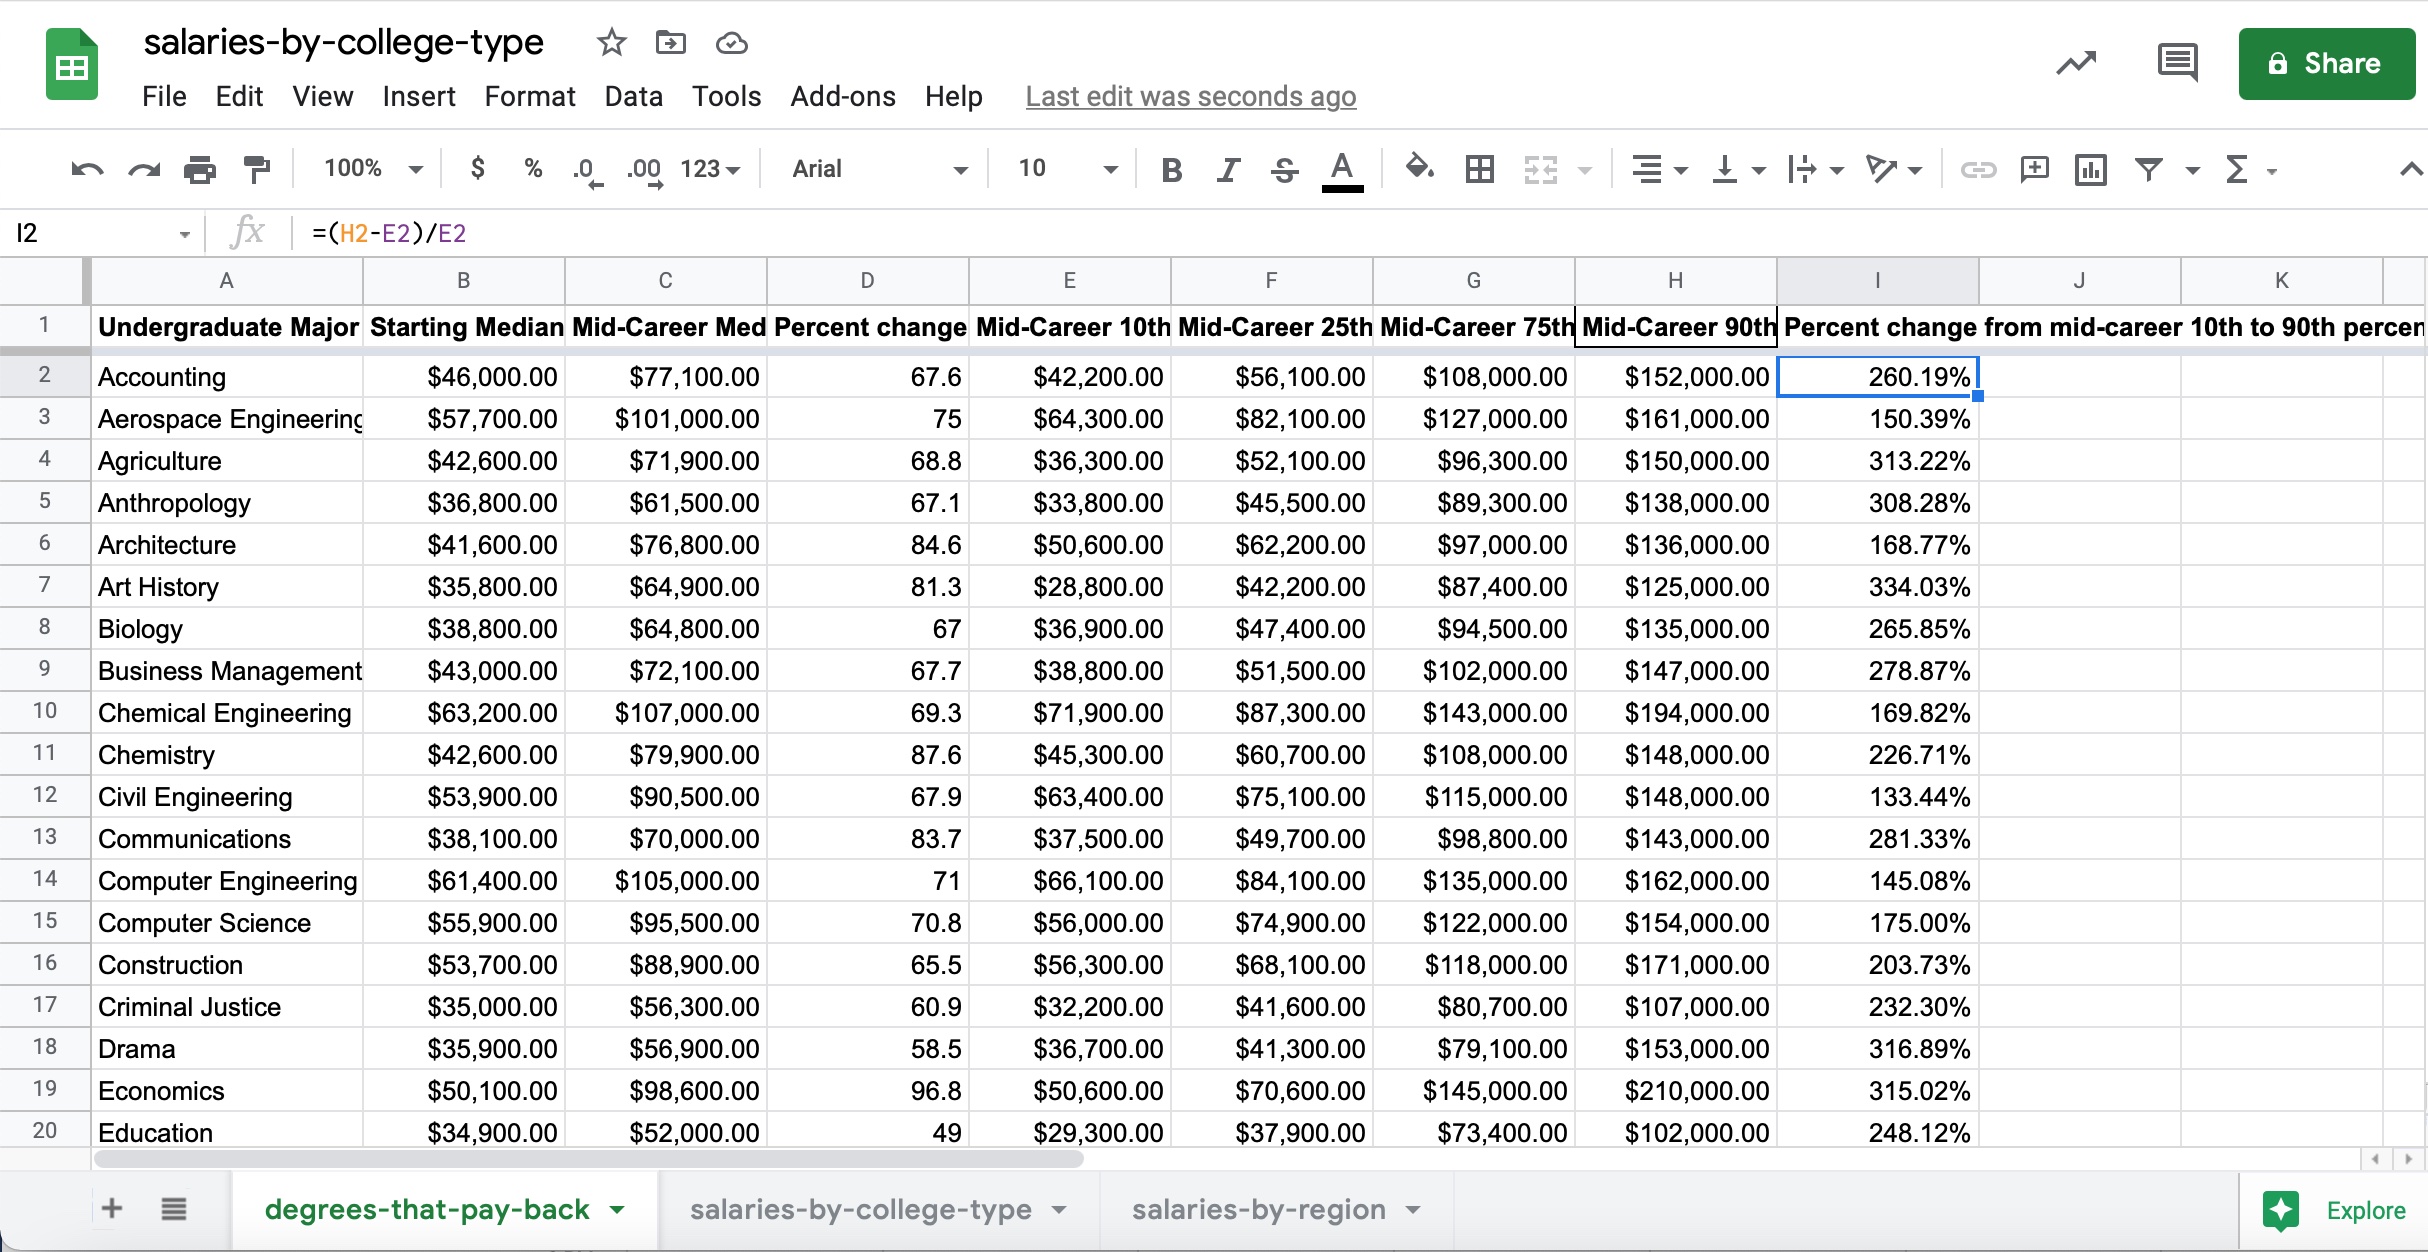 salaries-by-college-type
File Edit View Insert Format Data Tools Add-ons Help Last edit was seconds ago
Share
100% $ % .0 .00 123 Arial 10 B I S A Σ
I2 fx =(H2-E2)/E2
A B C D E F G H I J K
1 Undergraduate Major Starting Median Mid-Career Med Percent change Mid-Career 10th Mid-Career 25th Mid-Career 75th Mid-Career 90th Percent change from mid-career 10th to 90th percen
2 Accounting $46,000.00 $77,100.00 67.6 $42,200.00 $56,100.00 $108,000.00 $152,000.00 260.19%
3 Aerospace Engineering $57,700.00 $101,000.00 75 $64,300.00 $82,100.00 $127,000.00 $161,000.00 150.39%
4 Agriculture $42,600.00 $71,900.00 68.8 $36,300.00 $52,100.00 $96,300.00 $150,000.00 313.22%
5 Anthropology $36,800.00 $61,500.00 67.1 $33,800.00 $45,500.00 $89,300.00 $138,000.00 308.28%
6 Architecture $41,600.00 $76,800.00 84.6 $50,600.00 $62,200.00 $97,000.00 $136,000.00 168.77%
7 Art History $35,800.00 $64,900.00 81.3 $28,800.00 $42,200.00 $87,400.00 $125,000.00 334.03%
8 Biology $38,800.00 $64,800.00 67 $36,900.00 $47,400.00 $94,500.00 $135,000.00 265.85%
9 Business Management $43,000.00 $72,100.00 67.7 $38,800.00 $51,500.00 $102,000.00 $147,000.00 278.87%
10 Chemical Engineering $63,200.00 $107,000.00 69.3 $71,900.00 $87,300.00 $143,000.00 $194,000.00 169.82%
11 Chemistry $42,600.00 $79,900.00 87.6 $45,300.00 $60,700.00 $108,000.00 $148,000.00 226.71%
12 Civil Engineering $53,900.00 $90,500.00 67.9 $63,400.00 $75,100.00 $115,000.00 $148,000.00 133.44%
13 Communications $38,100.00 $70,000.00 83.7 $37,500.00 $49,700.00 $98,800.00 $143,000.00 281.33%
14 Computer Engineering $61,400.00 $105,000.00 71 $66,100.00 $84,100.00 $135,000.00 $162,000.00 145.08%
15 Computer Science $55,900.00 $95,500.00 70.8 $56,000.00 $74,900.00 $122,000.00 $154,000.00 175.00%
16 Construction $53,700.00 $88,900.00 65.5 $56,300.00 $68,100.00 $118,000.00 $171,000.00 203.73%
17 Criminal Justice $35,000.00 $56,300.00 60.9 $32,200.00 $41,600.00 $80,700.00 $107,000.00 232.30%
18 Drama $35,900.00 $56,900.00 58.5 $36,700.00 $41,300.00 $79,100.00 $153,000.00 316.89%
19 Economics $50,100.00 $98,600.00 96.8 $50,600.00 $70,600.00 $145,000.00 $210,000.00 315.02%
20 Education $34,900.00 $52,000.00 49 $29,300.00 $37,900.00 $73,400.00 $102,000.00 248.12%
degrees-that-pay-back salaries-by-college-type salaries-by-region Explore